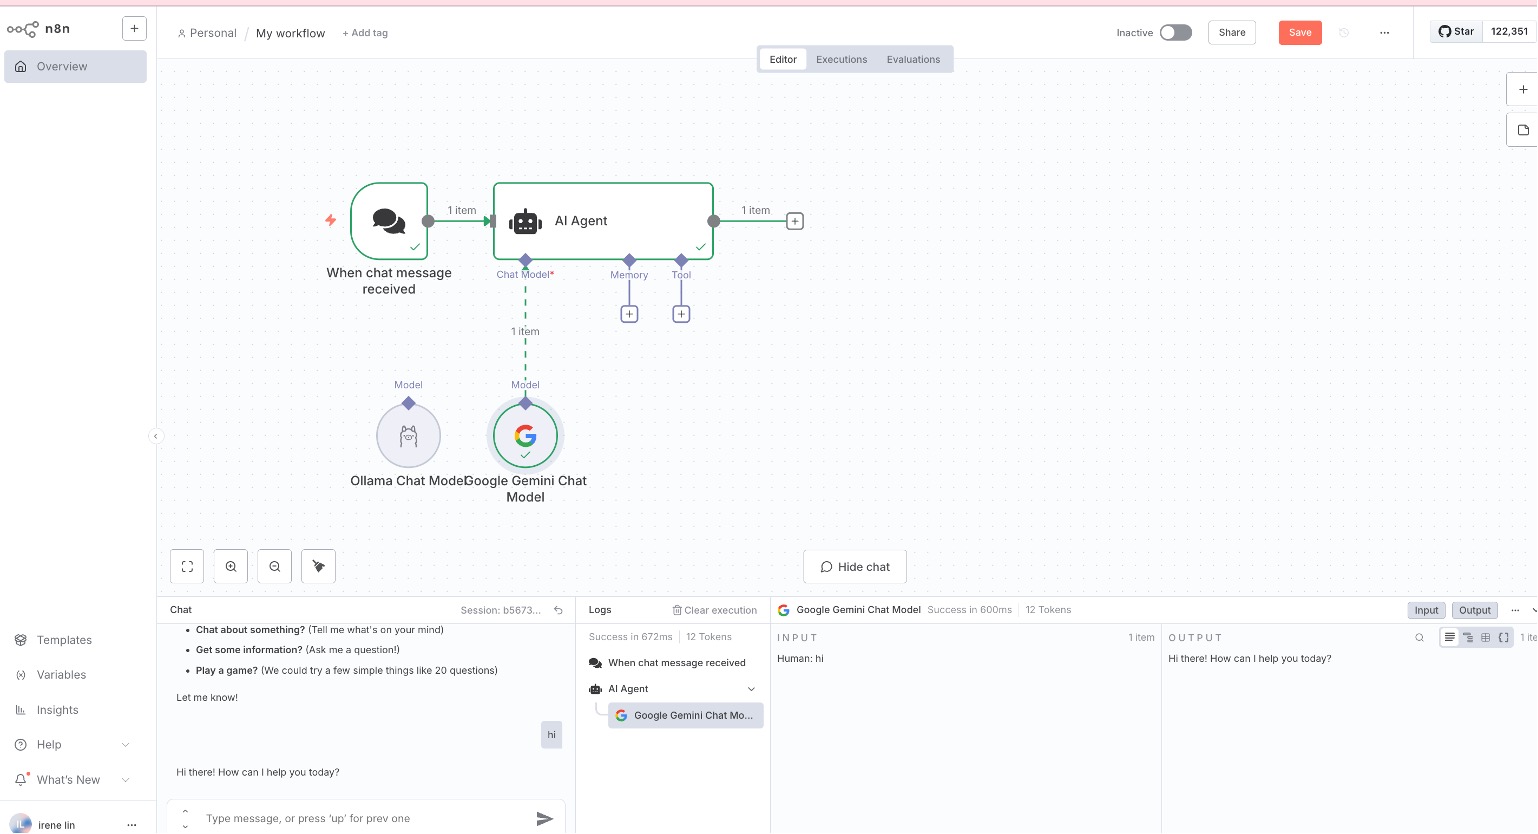 n8n
Personal / My workflow + Add tag
Inactive Share Save ··· Star 122,351
Editor Executions Evaluations
Overview
1 item
AI Agent
1 item
When chat message
received
Chat Model*
Memory
Tool
1 item
Model
Model
Ollama Chat Model
Google Gemini Chat
Model
Hide chat
Templates
Variables
Insights
Help
What's New
IL irene lin
Chat Session: b5673...
Chat about something? (Tell me what's on your mind)
Get some information? (Ask me a question!)
Play a game? (We could try a few simple things like 20 questions)
Let me know!
hi
Hi there! How can I help you today?
Type message, or press 'up' for prev one
Logs Clear execution
Success in 672ms | 12 Tokens
When chat message received
AI Agent
Google Gemini Chat Mo...
Google Gemini Chat Model Success in 600ms | 12 Tokens Input Output
INPUT 1 item
Human: hi
OUTPUT 1 ite
Hi there! How can I help you today?